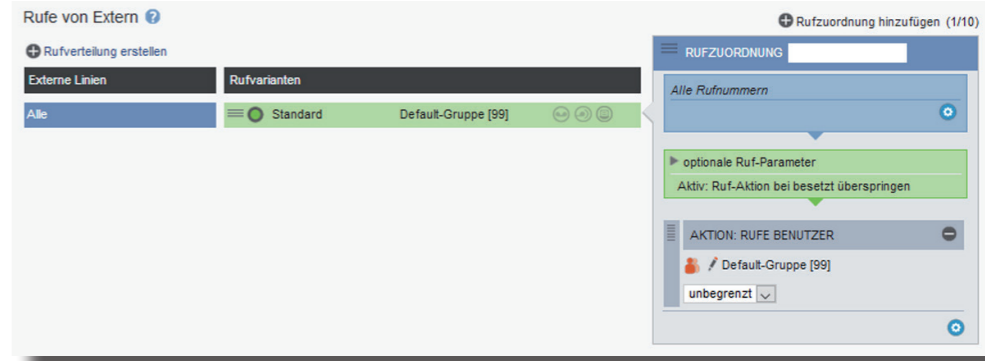 Rufe von Extern
Rufzuordnung hinzufügen (1/10)
Rufverteilung erstellen
Externe Linien
Rufvarianten
Alle
Standard
Default-Gruppe [99]
RUFZUORDNUNG
Alle Rufnummern
optionale Ruf-Parameter
Aktiv: Ruf-Aktion bei besetzt überspringen
AKTION: RUFE BENUTZER
Default-Gruppe [99]
unbegrenzt